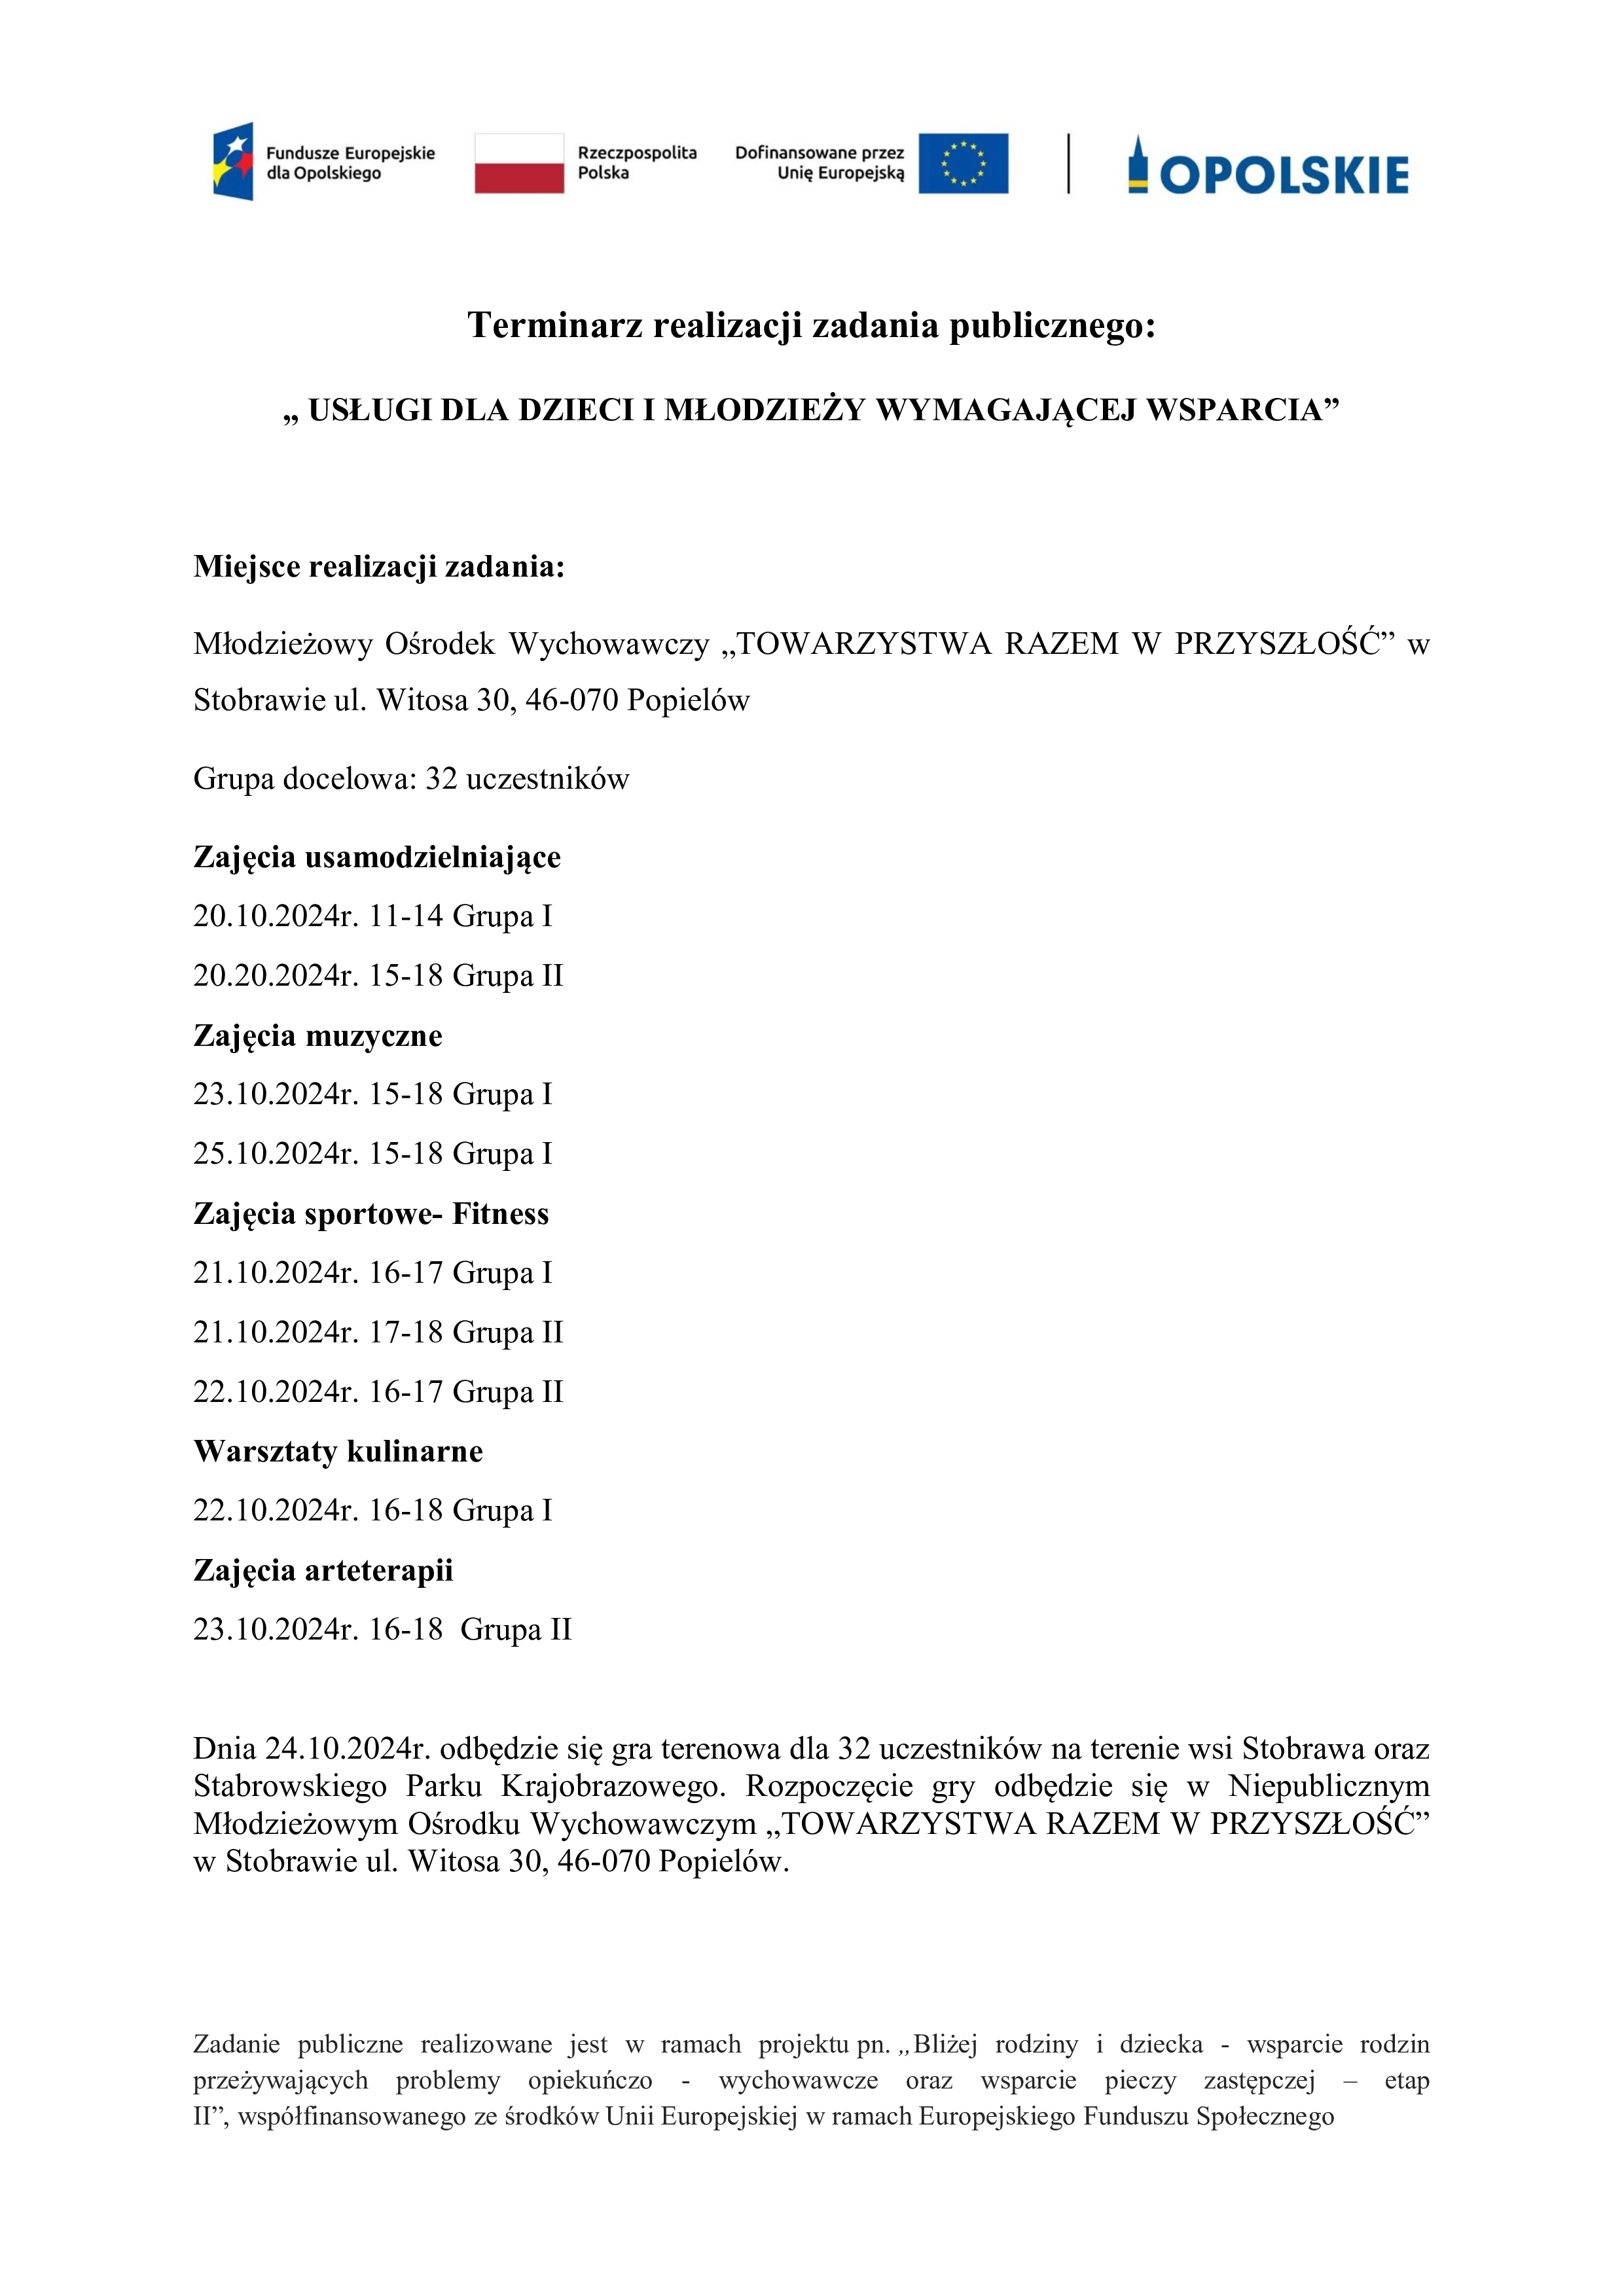 Fundusze Europejskie
dla Opolskiego
Rzeczpospolita
Polska
Dofinansowane przez
Unię Europejską
OPOLSKIE
Terminarz realizacji zadania publicznego:
„ USŁUGI DLA DZIECI I MŁODZIEŻY WYMAGAJĄCEJ WSPARCIA”
Miejsce realizacji zadania:
Młodzieżowy Ośrodek Wychowawczy „TOWARZYSTWA RAZEM W PRZYSZŁOŚĆ” w
Stobrawie ul. Witosa 30, 46-070 Popielów
Grupa docelowa: 32 uczestników
Zajęcia usamodzielniające
20.10.2024r. 11-14 Grupa I
20.20.2024r. 15-18 Grupa II
Zajęcia muzyczne
23.10.2024r. 15-18 Grupa I
25.10.2024r. 15-18 Grupa I
Zajęcia sportowe- Fitness
21.10.2024r. 16-17 Grupa I
21.10.2024r. 17-18 Grupa II
22.10.2024r. 16-17 Grupa II
Warsztaty kulinarne
22.10.2024r. 16-18 Grupa I
Zajęcia arteterapii
23.10.2024r. 16-18 Grupa II
Dnia 24.10.2024r. odbędzie się gra terenowa dla 32 uczestników na terenie wsi Stobrawa oraz
Stabrowskiego Parku Krajobrazowego. Rozpoczęcie gry odbędzie się w Niepublicznym
Młodzieżowym Ośrodku Wychowawczym „TOWARZYSTWA RAZEM W PRZYSZŁOŚĆ”
w Stobrawie ul. Witosa 30, 46-070 Popielów.
Zadanie publiczne realizowane jest w ramach projektu pn. „Bliżej rodziny i dziecka - wsparcie rodzin
przeżywających problemy opiekuńczo - wychowawcze oraz wsparcie pieczy zastępczej – etap
II”, współfinansowanego ze środków Unii Europejskiej w ramach Europejskiego Funduszu Społecznego